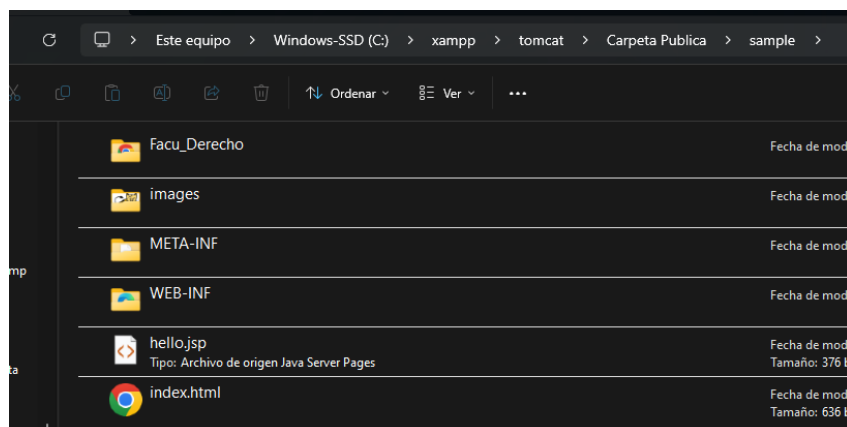 Este equipo > Windows-SSD (C:) > xampp > tomcat > Carpeta Publica > sample >
Ordenar Ver ...
Facu_Derecho Fecha de mod
images Fecha de mod
META-INF Fecha de mod
mp
WEB-INF Fecha de mod
hello.jsp Fecha de mod
ta Tipo: Archivo de origen Java Server Pages Tamaño: 376 b
index.html Fecha de mod
Tamaño: 636 b